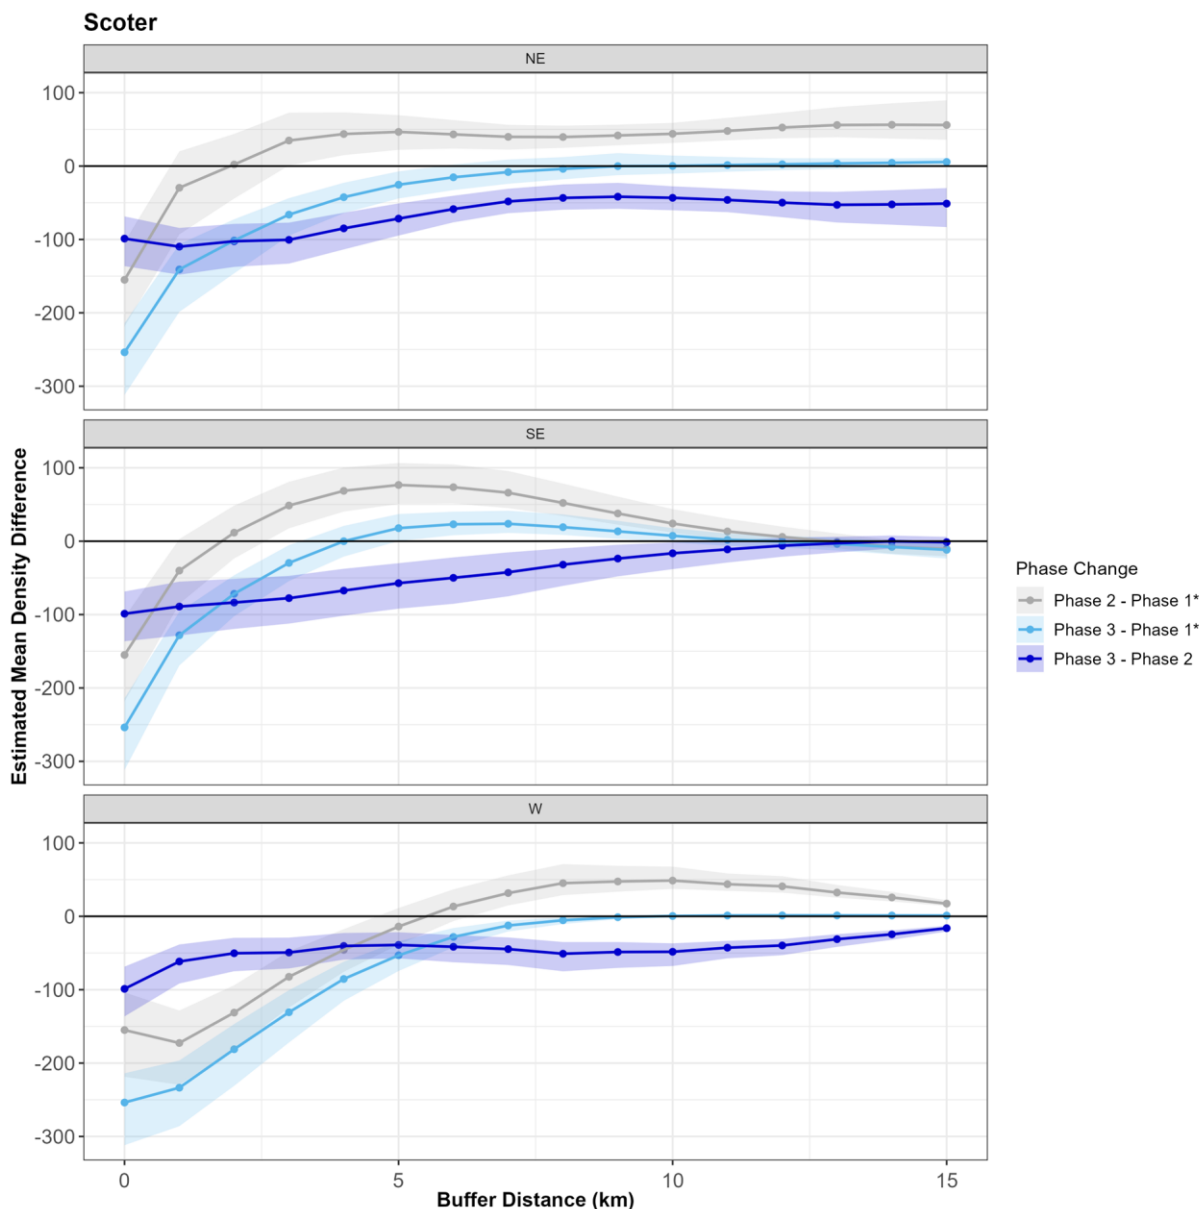 Scoter
NE
100
0
-100
-200
-300
SE
100
0
-100
-200
-300
W
100
0
-100
-200
-300
0 5 10 15
Buffer Distance (km)
Estimated Mean Density Difference
Phase Change
Phase 2 - Phase 1*
Phase 3 - Phase 1*
Phase 3 - Phase 2